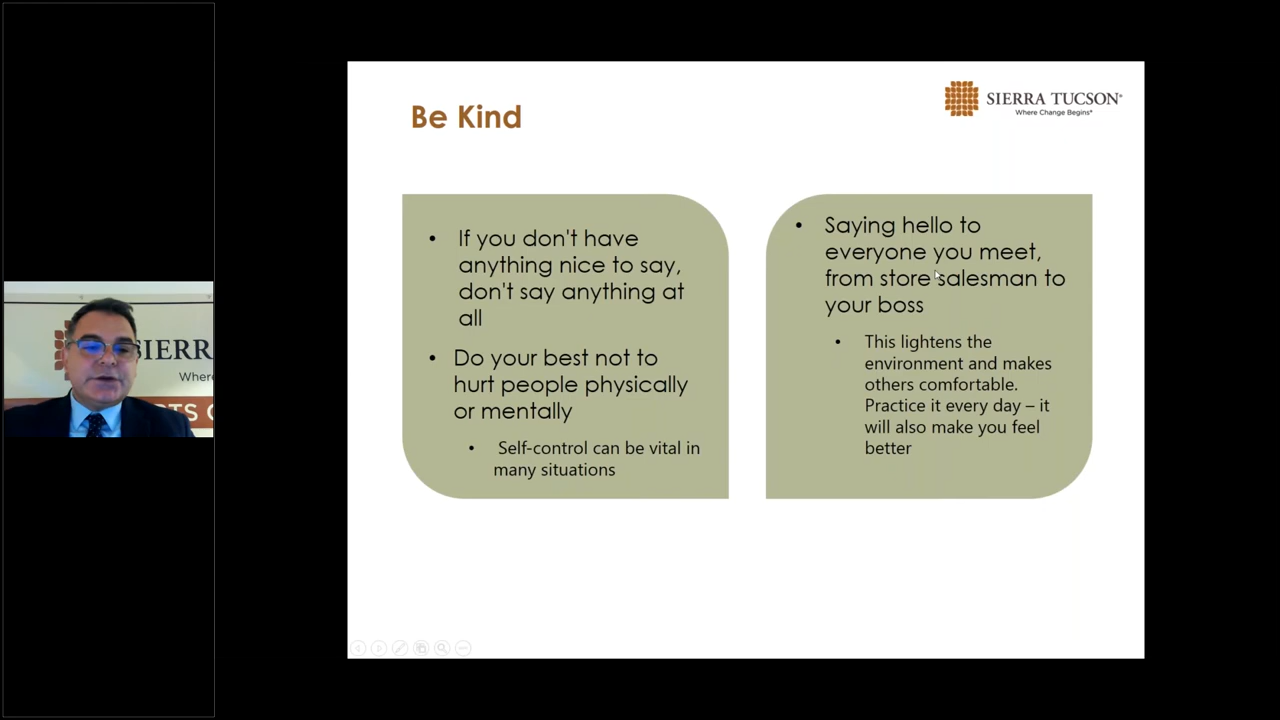 Be Kind
SIERRA TUCSON®
Where Change Begins®
• If you don't have
anything nice to say,
don't say anything at
all
• Do your best not to
hurt people physically
or mentally
• Self-control can be vital in
many situations
• Saying hello to
everyone you meet,
from store salesman to
your boss
• This lightens the
environment and makes
others comfortable.
Practice it every day – it
will also make you feel
better
SIERR
Wher